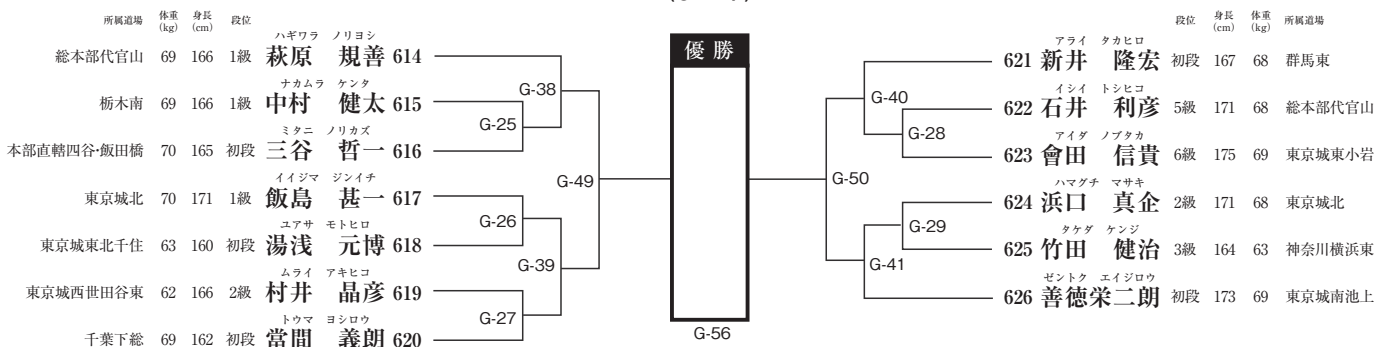 所属道場 体重(kg) 身長(cm) 段位
ハギワラ ノリヨシ
総本部代官山 69 166 1級 萩原 規善 614
ナカムラ ケンタ
栃木南 69 166 1級 中村 健太 615
ミタニ ノリカズ
本部直轄四谷・飯田橋 70 165 初段 三谷 哲一 616
イイジマ ジンイチ
東京城北 70 171 1級 飯島 甚一 617
ユアサ モトヒロ
東京城東北千住 63 160 初段 湯浅 元博 618
ムライ アキヒコ
東京城西世田谷東 62 166 2級 村井 晶彦 619
トウマ ヨシロウ
千葉下総 69 162 初段 當間 義朗 620
G-38
G-25
G-49
G-26
G-39
G-27
優勝
G-56
G-40
G-28
G-50
G-29
G-41
段位 身長(cm) 体重(kg) 所属道場
アライ タカヒロ
621 新井 隆宏 初段 167 68 群馬東
イシイ トシヒコ
622 石井 利彦 5級 171 68 総本部代官山
アイダ ノブタカ
623 會田 信貴 6級 175 69 東京城東小岩
ハマグチ マサキ
624 浜口 真企 2級 171 68 東京城北
タケダ ケンジ
625 竹田 健治 3級 164 63 神奈川横浜東
ゼントク エイジロウ
626 善徳栄二朗 初段 173 69 東京城南池上